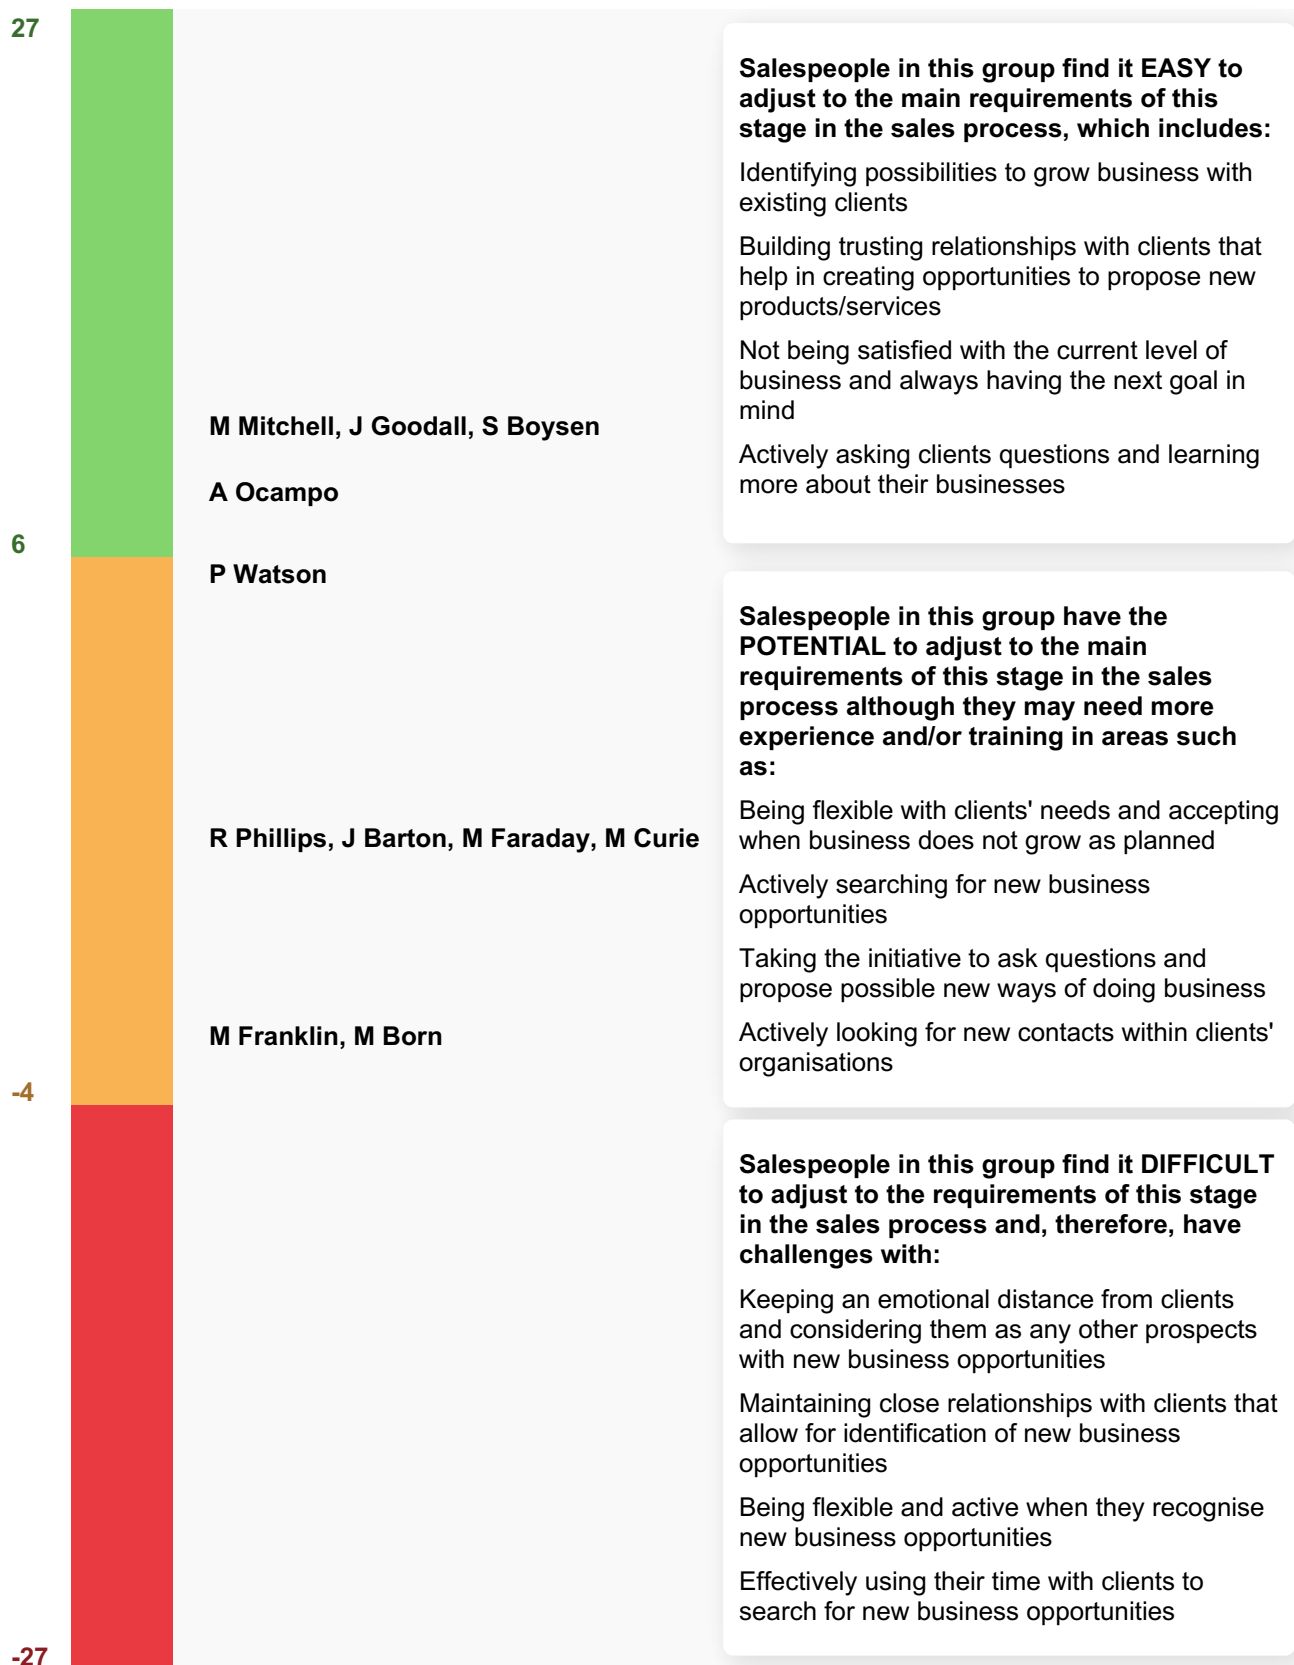 27
Salespeople in this group find it EASY to
adjust to the main requirements of this
stage in the sales process, which includes:
Identifying possibilities to grow business with
existing clients
Building trusting relationships with clients that
help in creating opportunities to propose new
products/services
Not being satisfied with the current level of
business and always having the next goal in
mind
Actively asking clients questions and learning
more about their businesses
M Mitchell, J Goodall, S Boysen
A Ocampo
6
P Watson
Salespeople in this group have the
POTENTIAL to adjust to the main
requirements of this stage in the sales
process although they may need more
experience and/or training in areas such
as:
Being flexible with clients' needs and accepting
when business does not grow as planned
Actively searching for new business
opportunities
Taking the initiative to ask questions and
propose possible new ways of doing business
Actively looking for new contacts within clients'
organisations
R Phillips, J Barton, M Faraday, M Curie
M Franklin, M Born
-4
Salespeople in this group find it DIFFICULT
to adjust to the requirements of this stage
in the sales process and, therefore, have
challenges with:
Keeping an emotional distance from clients
and considering them as any other prospects
with new business opportunities
Maintaining close relationships with clients that
allow for identification of new business
opportunities
Being flexible and active when they recognise
new business opportunities
Effectively using their time with clients to
search for new business opportunities
-27